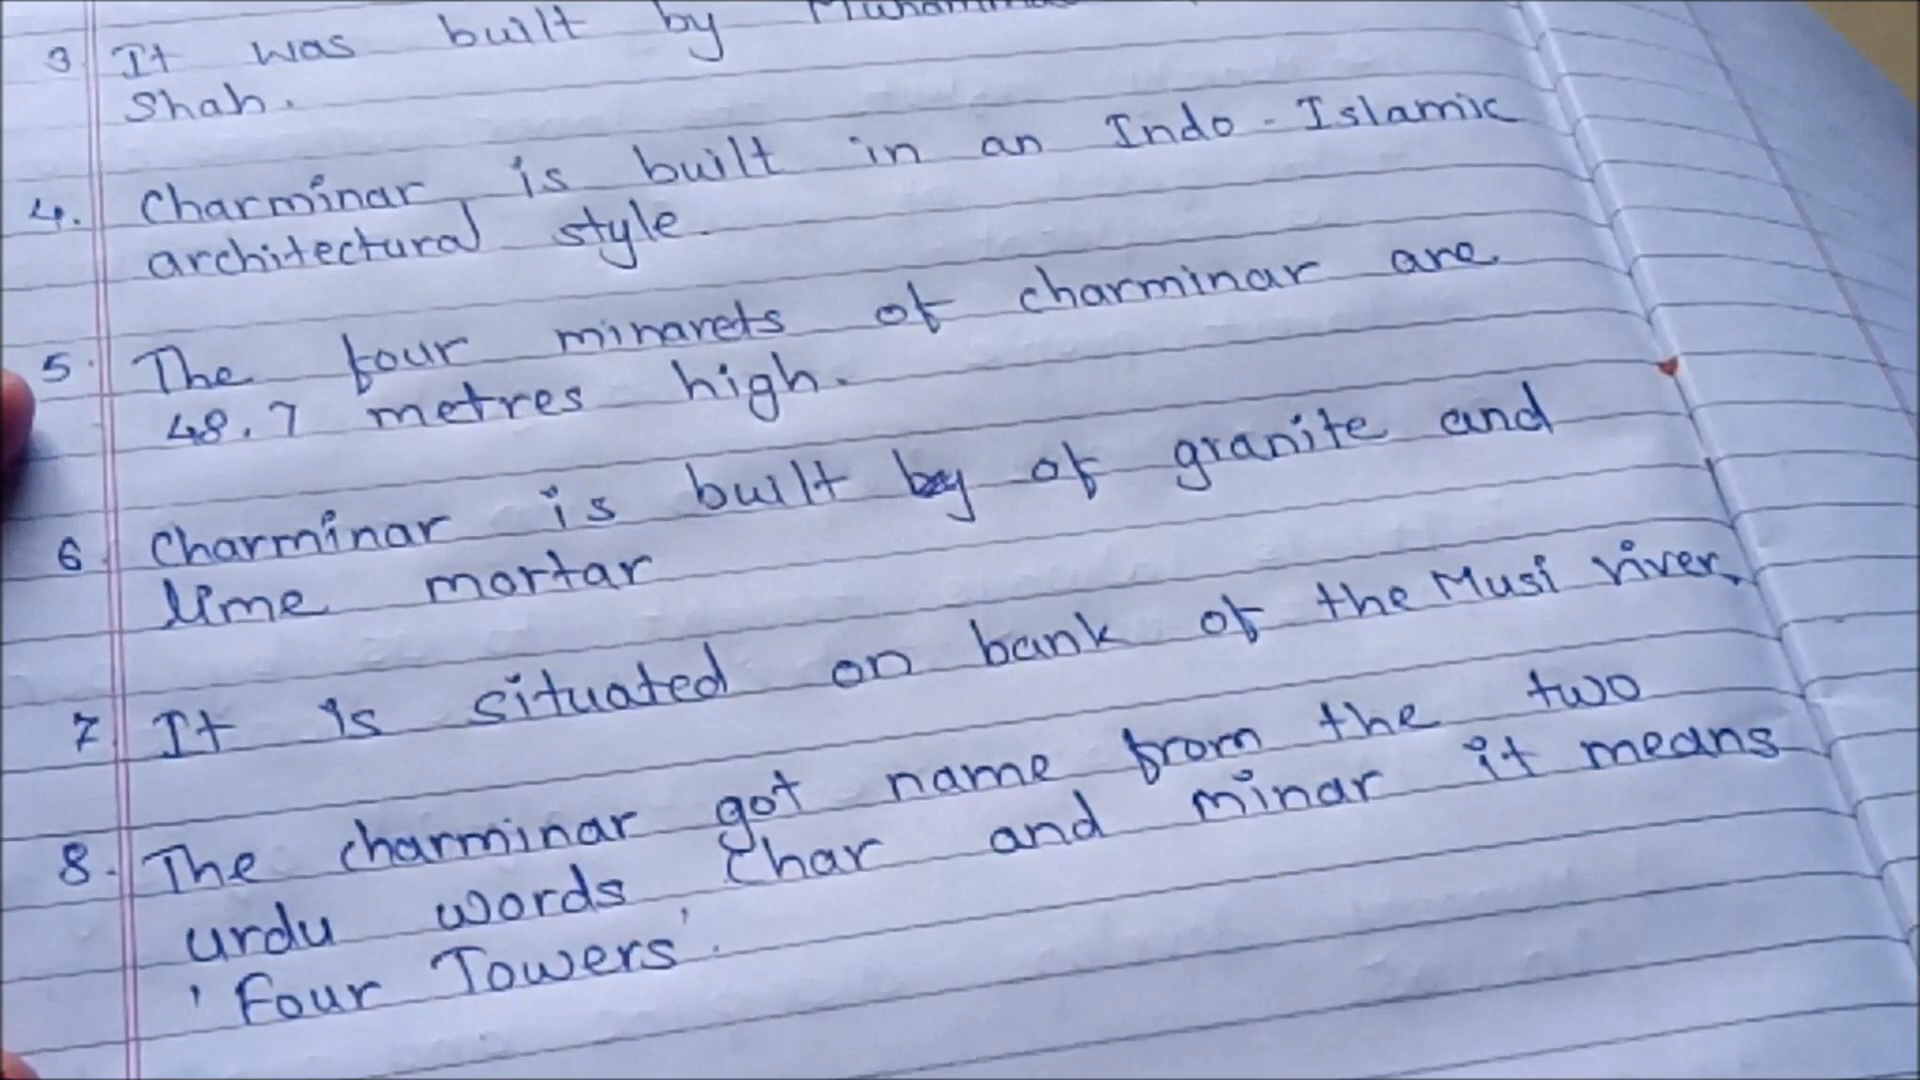 3. It was built by
Shah.
4. Charminar is built in an Indo-Islamic
architectural style
5. The four minarets of charminar are
48.7 metres high.
6 Charminar is built by of granite and
lime mortar
7. It is situated on bank of the Musi river.
8. The charminar got name from the two
urdu words Char and minar it means
'Four Towers'.